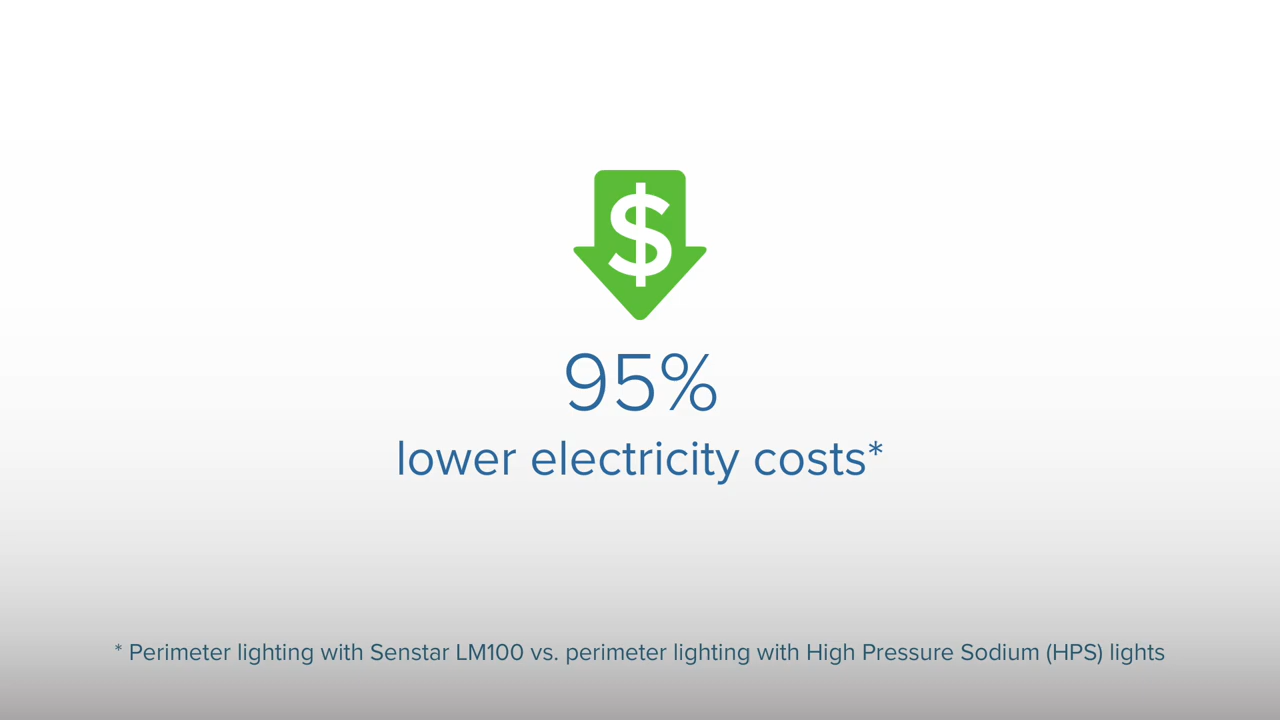 $
95%
lower electricity costs*
* Perimeter lighting with Senstar LM100 vs. perimeter lighting with High Pressure Sodium (HPS) lights